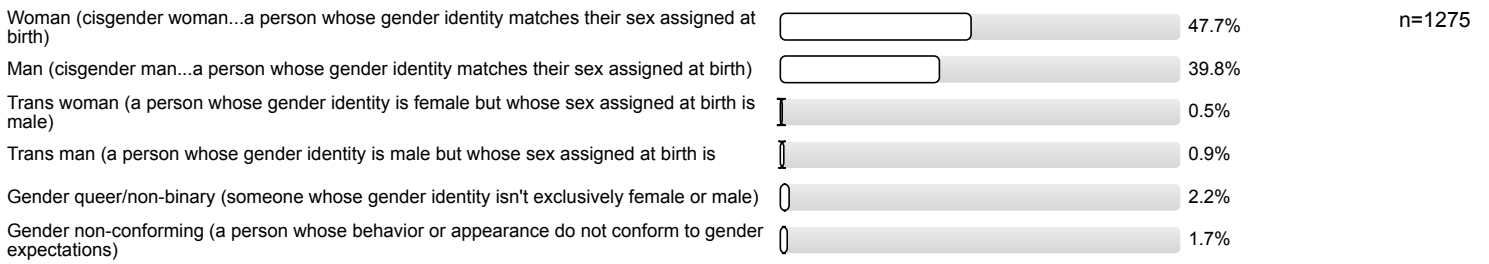 Woman (cisgender woman...a person whose gender identity matches their sex assigned at
birth)
47.7%
n=1275
Man (cisgender man...a person whose gender identity matches their sex assigned at birth)
39.8%
Trans woman (a person whose gender identity is female but whose sex assigned at birth is
male)
0.5%
Trans man (a person whose gender identity is male but whose sex assigned at birth is
0.9%
Gender queer/non-binary (someone whose gender identity isn't exclusively female or male)
2.2%
Gender non-conforming (a person whose behavior or appearance do not conform to gender
expectations)
1.7%